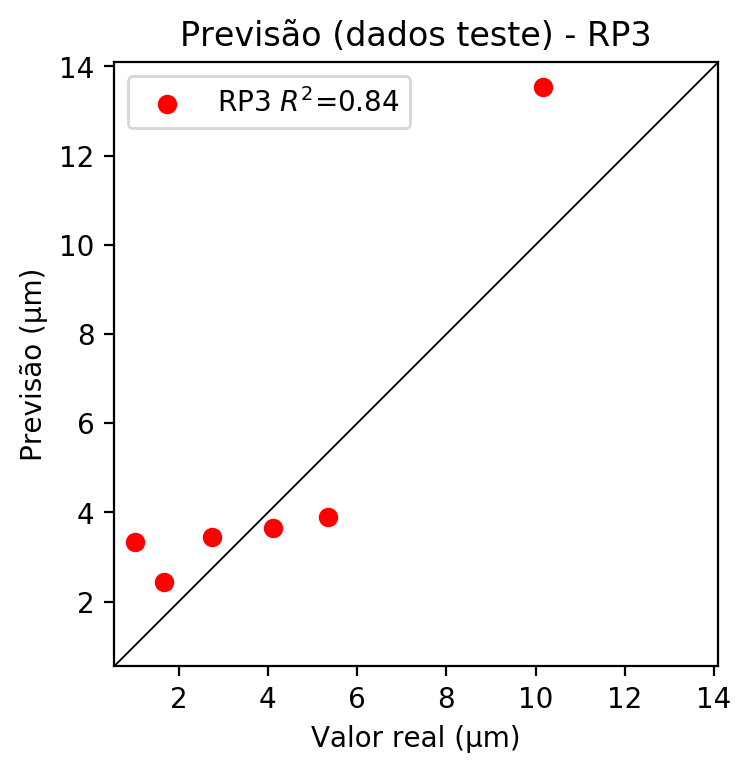 Previsão (dados teste) - RP3
RP3 R²=0.84
14
12
10
8
6
4
2
Previsão (μm)
2 4 6 8 10 12 14
Valor real (μm)